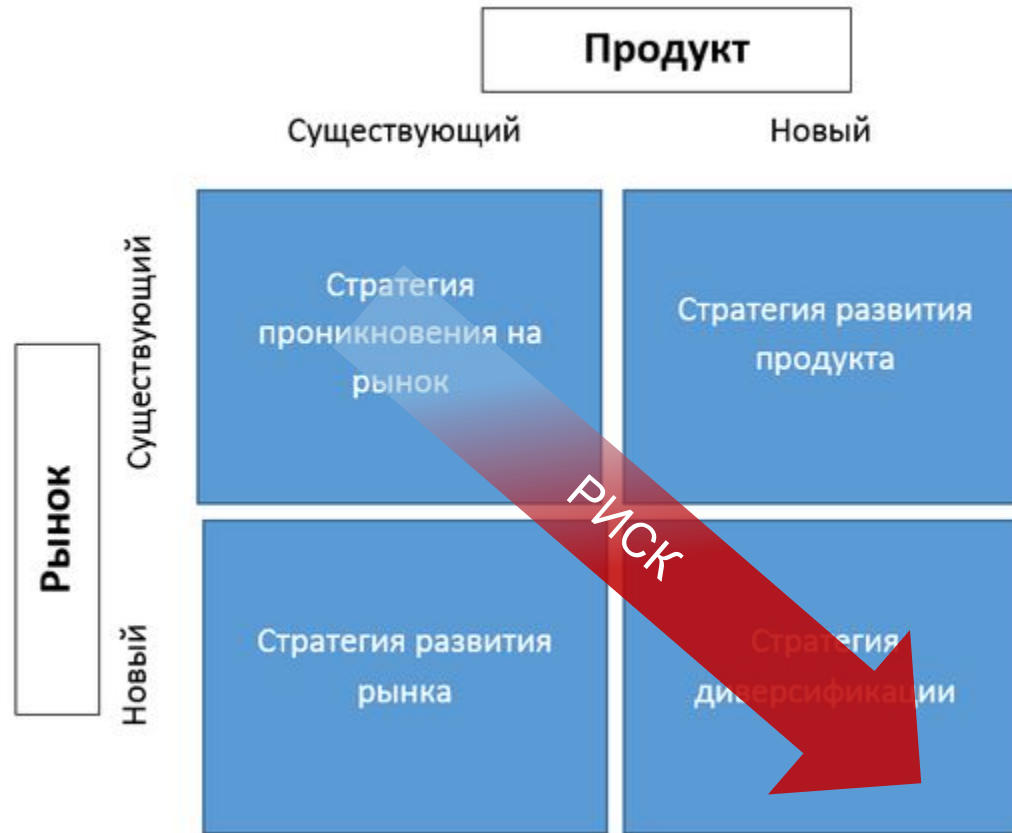 Продукт
Существующий
Новый
Рынок
Существующий
Новый
Стратегия
проникновения на
рынок
Стратегия развития
продукта
РИСК
Стратегия развития
рынка
Стратегия
диверсификации